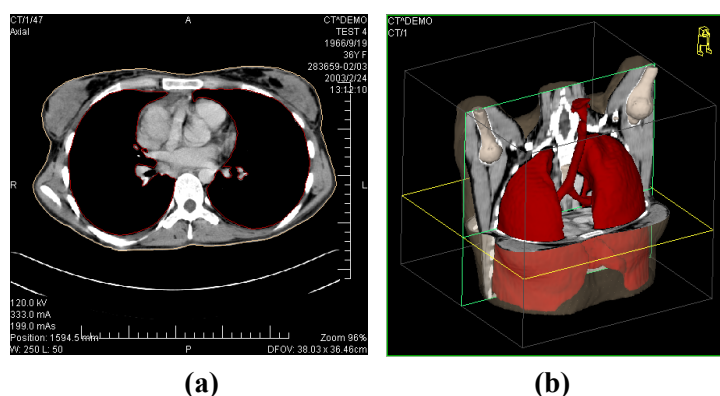 CT/1/47
A
CT^DEMO
Axial
TEST 4
1966/9/19
36Y F
283659-02/03
2003/2/24
13:12:10
R
L
120.0 kV
333.0 mA
199.0 mAs
Position: 1594.5 mm
Zoom 96%
W: 250 L: 50
P
DFOV: 38.03 x 36.46cm
CT^DEMO
CT/1
(a)
(b)